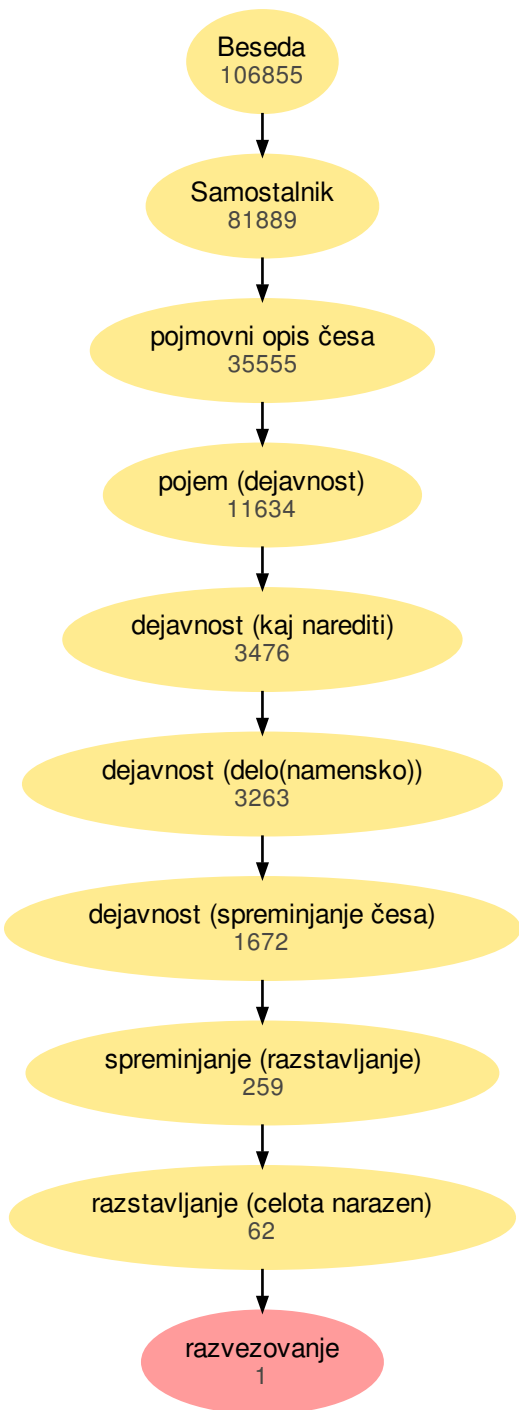 Beseda
106855
Samostalnik
81889
pojmovni opis česa
35555
pojem (dejavnost)
11634
dejavnost (kaj narediti)
3476
dejavnost (delo(namensko))
3263
dejavnost (spreminjanje česa)
1672
spreminjanje (razstavljanje)
259
razstavljanje (celota narazen)
62
razvezovanje
1